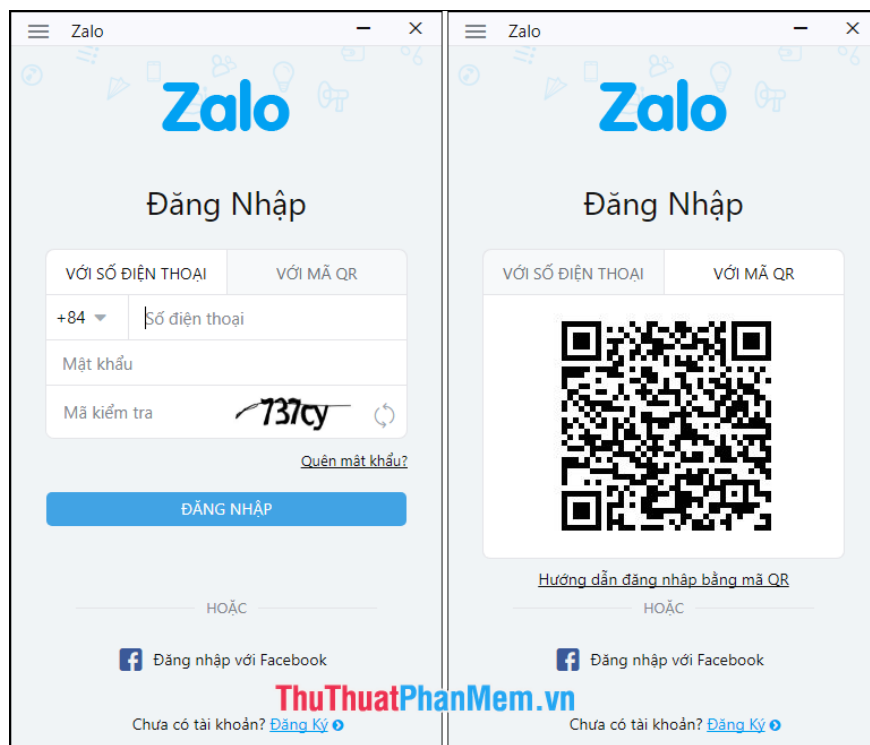 Zalo
Zalo
Đăng Nhập
VỚI SỐ ĐIỆN THOẠI
VỚI MÃ QR
+84
Số điện thoại
Mật khẩu
Mã kiểm tra
737cy
Quên mật khẩu?
ĐĂNG NHẬP
HOẶC
Đăng nhập với Facebook
Chưa có tài khoản? Đăng Ký
Zalo
Zalo
Đăng Nhập
VỚI SỐ ĐIỆN THOẠI
VỚI MÃ QR
Hướng dẫn đăng nhập bằng mã QR
HOẶC
Đăng nhập với Facebook
Chưa có tài khoản? Đăng Ký
ThuThuatPhanMem.vn